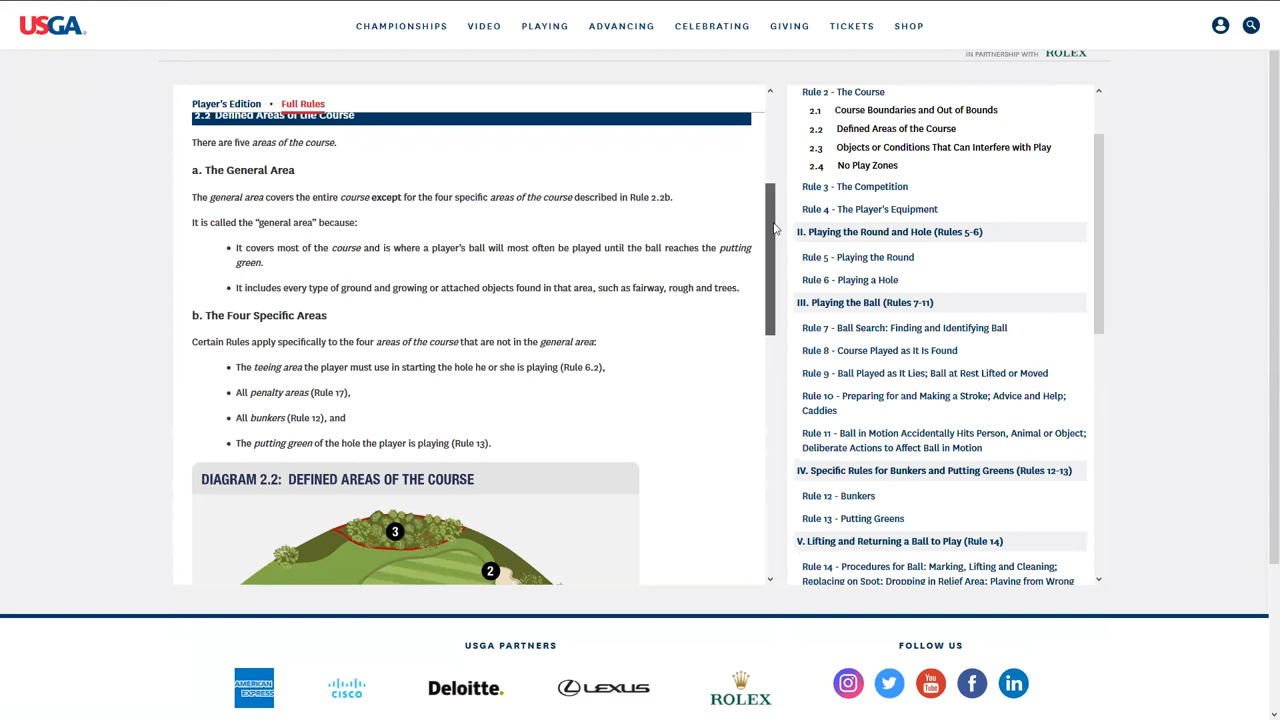 USGA
CHAMPIONSHIPS VIDEO PLAYING ADVANCING CELEBRATING GIVING TICKETS SHOP
IN PARTNERSHIP WITH ROLEX
Player's Edition • Full Rules
2.2 Defined Areas of the Course
There are five areas of the course.
a. The General Area
The general area covers the entire course except for the four specific areas of the course described in Rule 2.2b.
It is called the “general area” because:
• It covers most of the course and is where a player’s ball will most often be played until the ball reaches the putting
green.
• It includes every type of ground and growing or attached objects found in that area, such as fairway, rough and trees.
b. The Four Specific Areas
Certain Rules apply specifically to the four areas of the course that are not in the general area:
• The teeing area the player must use in starting the hole he or she is playing (Rule 6.2),
• All penalty areas (Rule 17),
• All bunkers (Rule 12), and
• The putting green of the hole the player is playing (Rule 13).
DIAGRAM 2.2: DEFINED AREAS OF THE COURSE
3
2
Rule 2 - The Course
2.1 Course Boundaries and Out of Bounds
2.2 Defined Areas of the Course
2.3 Objects or Conditions That Can Interfere with Play
2.4 No Play Zones
Rule 3 - The Competition
Rule 4 - The Player's Equipment
II. Playing the Round and Hole (Rules 5-6)
Rule 5 - Playing the Round
Rule 6 - Playing a Hole
III. Playing the Ball (Rules 7-11)
Rule 7 - Ball Search: Finding and Identifying Ball
Rule 8 - Course Played as It Is Found
Rule 9 - Ball Played as It Lies; Ball at Rest Lifted or Moved
Rule 10 - Preparing for and Making a Stroke; Advice and Help;
Caddies
Rule 11 - Ball in Motion Accidentally Hits Person, Animal or Object;
Deliberate Actions to Affect Ball in Motion
IV. Specific Rules for Bunkers and Putting Greens (Rules 12-13)
Rule 12 - Bunkers
Rule 13 - Putting Greens
V. Lifting and Returning a Ball to Play (Rule 14)
Rule 14 - Procedures for Ball: Marking, Lifting and Cleaning;
Replacing on Spot; Dropping in Relief Area; Playing from Wrong
USGA PARTNERS
AMERICAN
EXPRESS
CISCO
Deloitte.
LEXUS
ROLEX
FOLLOW US
You
Tube
f
in